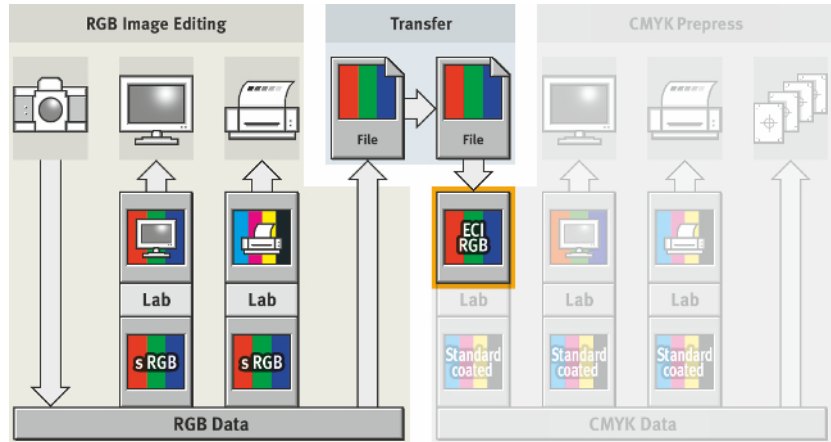 RGB Image Editing
Transfer
CMYK Prepress
File
File
ECI
RGB
Lab
Lab
Lab
Lab
Lab
s RGB
s RGB
Standard
coated
Standard
coated
Standard
coated
RGB Data
CMYK Data